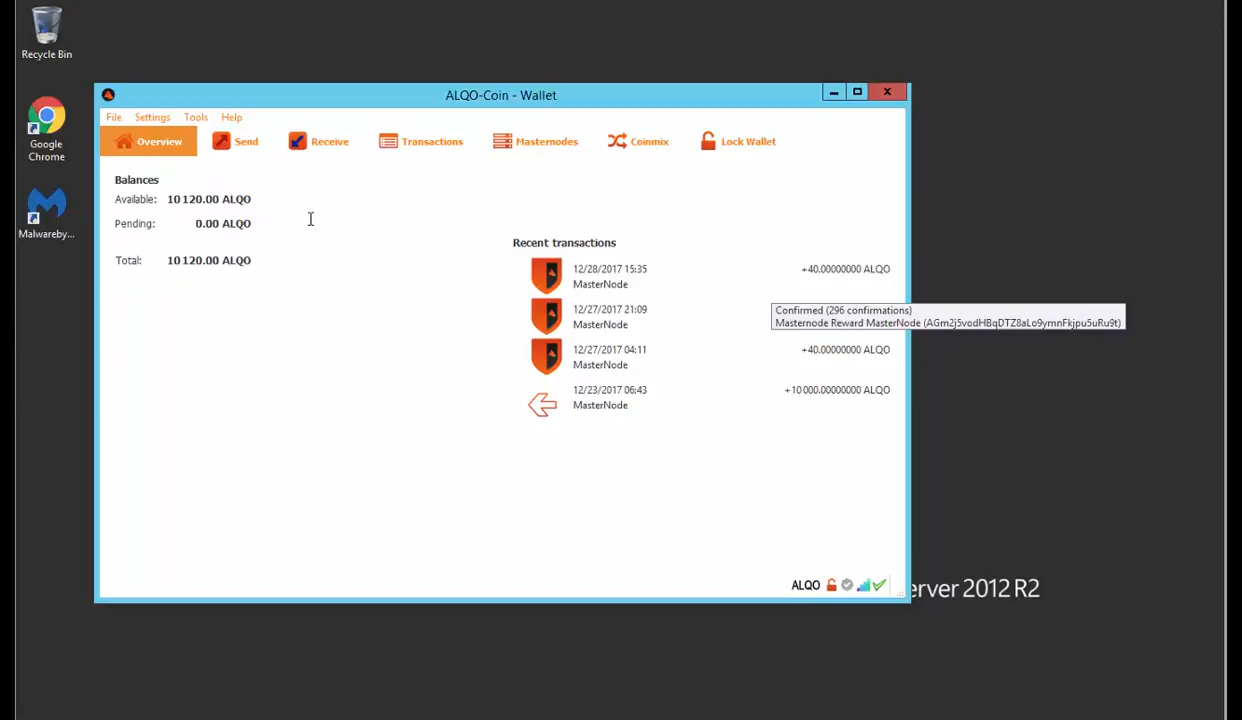 Recycle Bin
Google
Chrome
Malwareby...
ALQO-Coin - Wallet
File Settings Tools Help
Overview Send Receive Transactions Masternodes Coinmix Lock Wallet
Balances
Available: 10 120.00 ALQO
Pending: 0.00 ALQO
Total: 10 120.00 ALQO
Recent transactions
12/28/2017 15:35 +40.00000000 ALQO
MasterNode
12/27/2017 21:09
MasterNode
Confirmed (296 confirmations)
Masternode Reward MasterNode (AGm2j5vodHBqDTZ8aLo9ymnFkjpu5uRu9t)
12/27/2017 04:11 +40.00000000 ALQO
MasterNode
12/23/2017 06:43 +10 000.00000000 ALQO
MasterNode
ALQO
erver 2012 R2